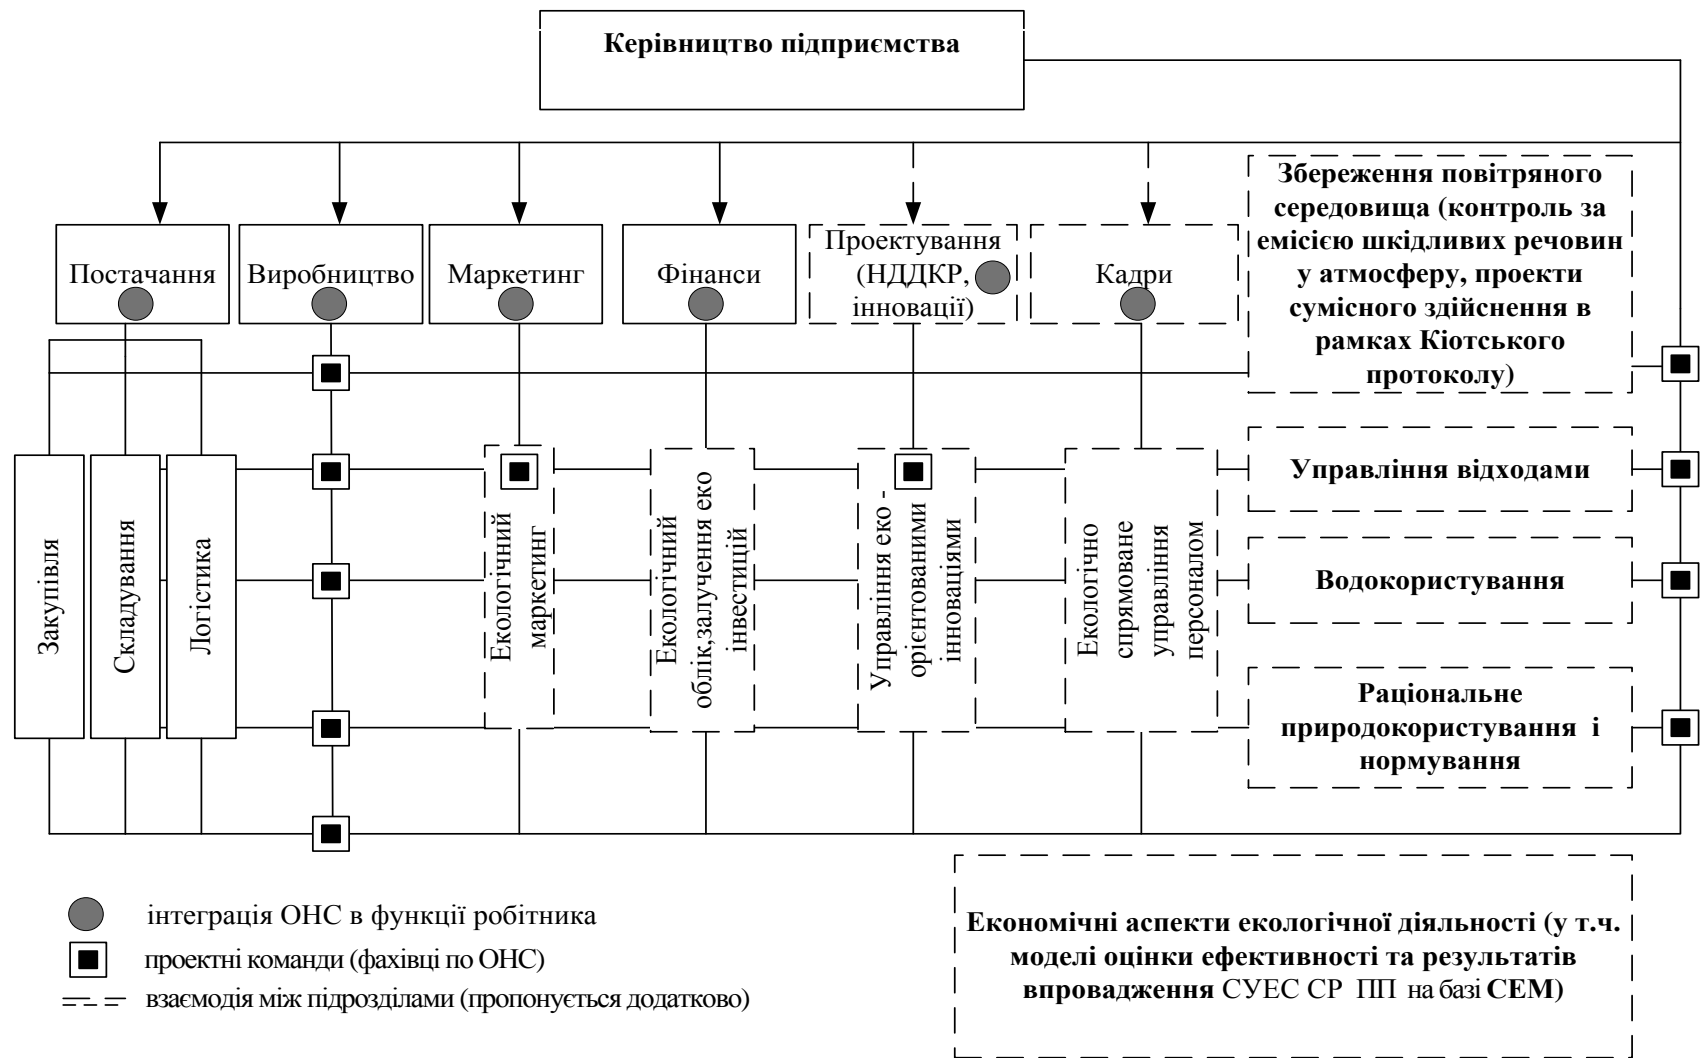 Керівництво підприємства
Постачання
Виробництво
Маркетинг
Фінанси
Проектування
(НДДКР,
інновації)
Кадри
Збереження повітряного
середовища (контроль за
емісією шкідливих речовин
у атмосферу, проекти
сумісного здійснення в
рамках Кіотського
протоколу)
Закупівля
Складування
Логістика
Екологічний
маркетинг
Екологічний
облік,залучення еко
інвестицій
Управління еко -
орієнтованими
інноваціями
Екологічно
спрямоване
управління
персоналом
Управління відходами
Водокористування
Раціональне
природокористування і
нормування
інтеграція ОНС в функції робітника
проектні команди (фахівці по ОНС)
взаємодія між підрозділами (пропонується додатково)
Економічні аспекти екологічної діяльності (у т.ч.
моделі оцінки ефективності та результатів
впровадження СУЕС СР ПП на базі СЕМ)